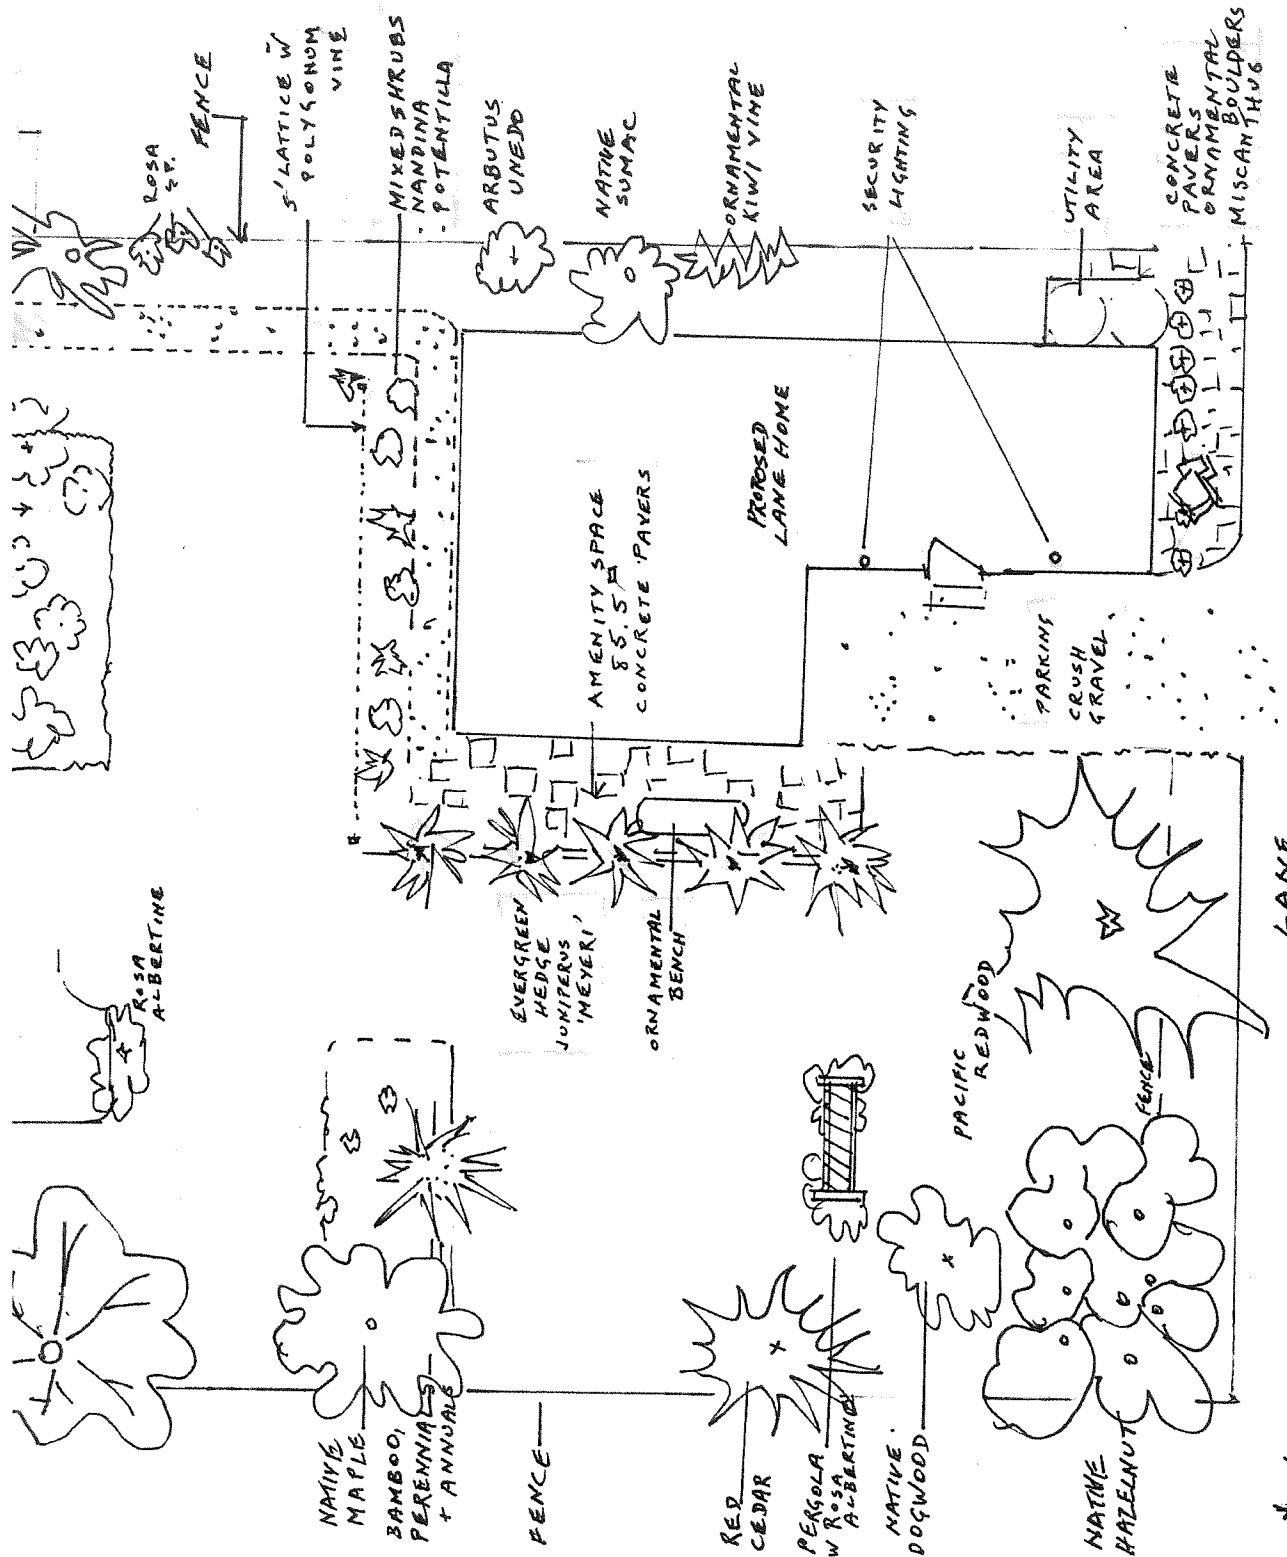 ROSA
SP.
FENCE
5' LATTICE W
POLYGONUM
VINE
MIXED SHRUBS
- NANDINA
- POTENTILLA
ARBUTUS
UNEDO
NATIVE
SUMAC
ORNAMENTAL
KIWI VINE
SECURITY
LIGHTING
UTILITY
AREA
CONCRETE
PAVERS
ORNAMENTAL
BOULDERS
MISCANTHUS
AMENITY SPACE
85.5
CONCRETE PAVERS
PROPOSED
LANE HOME
PARKING
CRUSH
GRAVEL
ROSA
ALBERTINE
EVERGREEN
HEDGE
JUNIPERUS
'MEYERI'
ORNAMENTAL
BENCH
PACIFIC
REDWOOD
FENCE
LANE
NATIVE
MAPLE
BAMBOO,
PERENNIALS
+ ANNUALS
FENCE
RED
CEDAR
PERGOLA
W ROSA
ALBERTINE
NATIVE
DOGWOOD
NATIVE
HAZELNUT